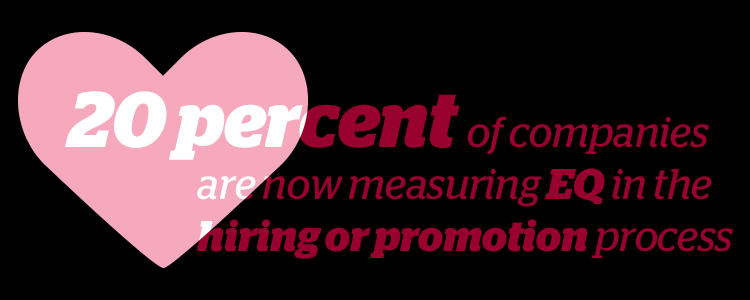 20 percent of companies
are now measuring EQ in the
hiring or promotion process